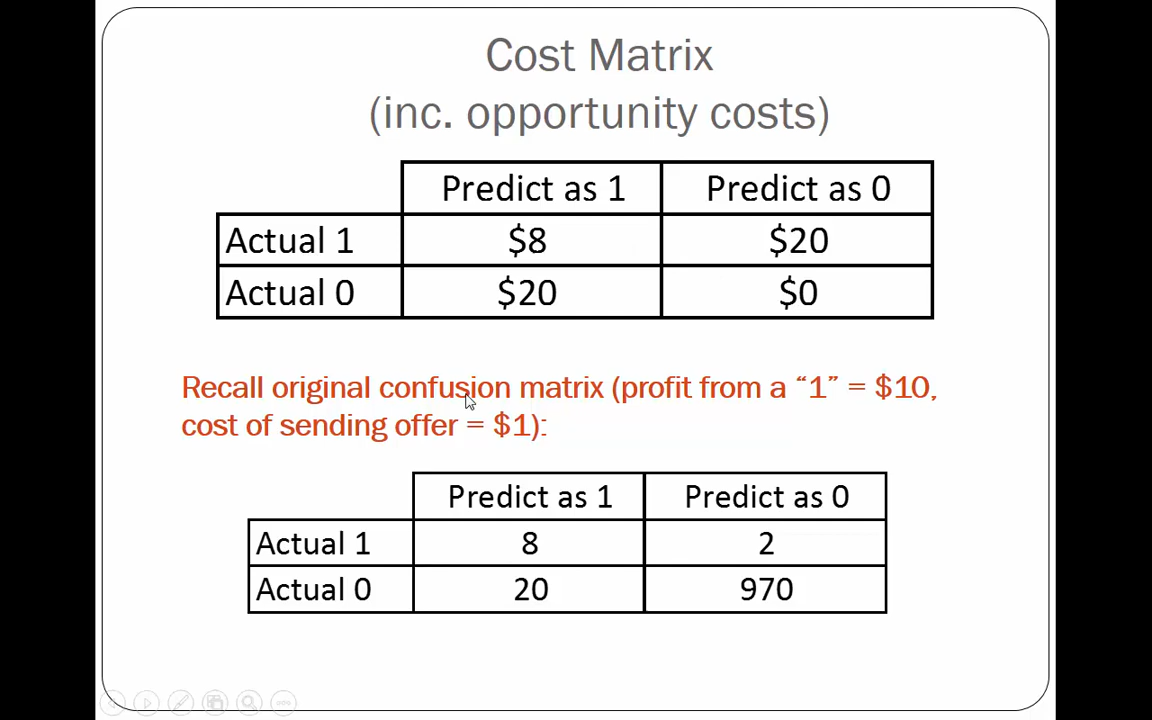 Cost Matrix
(inc. opportunity costs)
Predict as 1 Predict as 0
Actual 1 $8 $20
Actual 0 $20 $0
Recall original confusion matrix (profit from a “1” = $10,
cost of sending offer = $1):
Predict as 1 Predict as 0
Actual 1 8 2
Actual 0 20 970